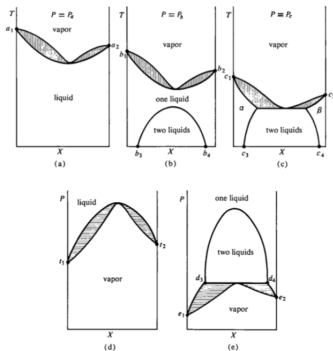 T P = Pa
a1
vapor
a2
liquid
X
(a)
T P = Pb
vapor
b1
b2
one liquid
two liquids
b3 X b4
(b)
T P = Pc
vapor
c1
α β
two liquids
c3 X c4
(c)
P
liquid
t1
t2
vapor
X
(d)
P
one liquid
two liquids
d3 d4
e1
e2
vapor
X
(e)